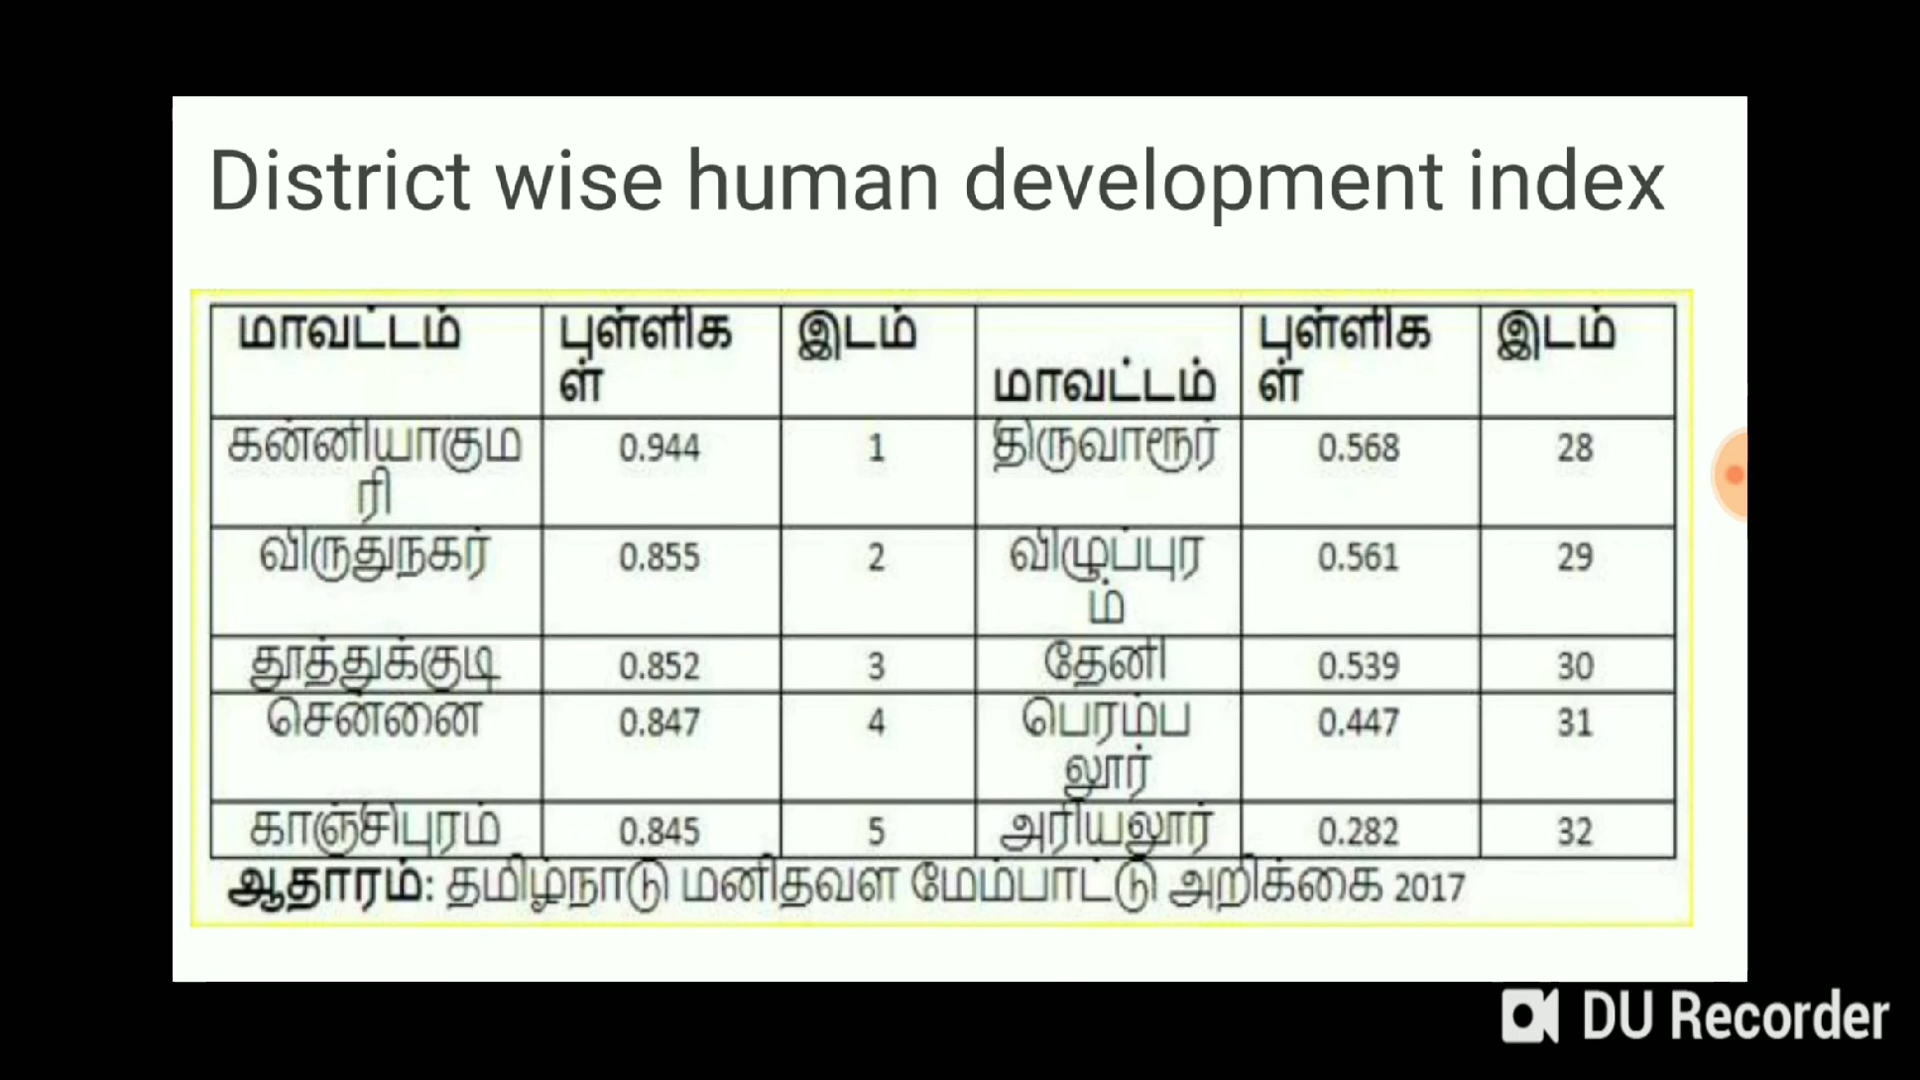 District wise human development index
மாவட்டம் புள்ளிக இடம் புள்ளிக இடம்
ள் மாவட்டம் ள்
கன்னியாகும 0.944 1 திருவாரூர் 0.568 28
ரி
விருதுநகர் 0.855 2 விழுப்புர 0.561 29
ம்
தூத்துக்குடி 0.852 3 தேனி 0.539 30
சென்னை 0.847 4 பெரம்ப 0.447 31
லூர்
காஞ்சிபுரம் 0.845 5 அரியலூர் 0.282 32
ஆதாரம்: தமிழ்நாடு மனிதவள மேம்பாட்டு அறிக்கை 2017
DU Recorder